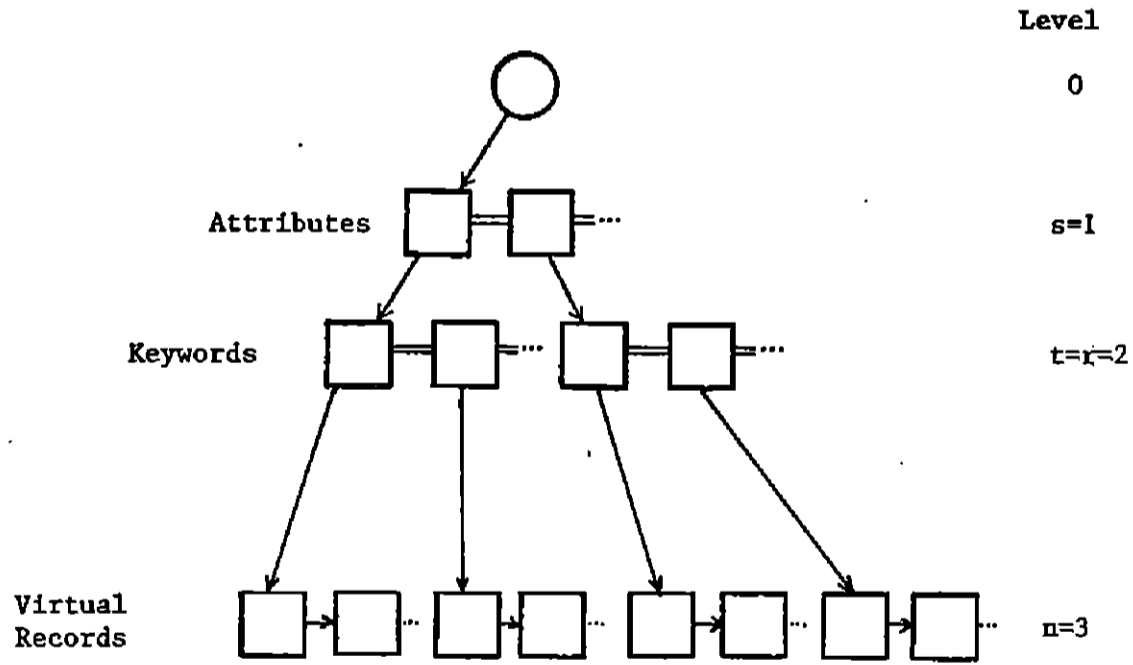 Level
0
Attributes ... s=1
Keywords ... ... t=r=2
Virtual
Records ... ... ... ... n=3